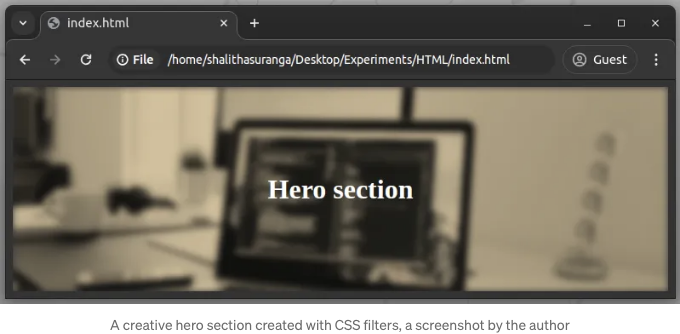 index.html
File /home/shalithasuranga/Desktop/Experiments/HTML/index.html Guest
Hero section
A creative hero section created with CSS filters, a screenshot by the author